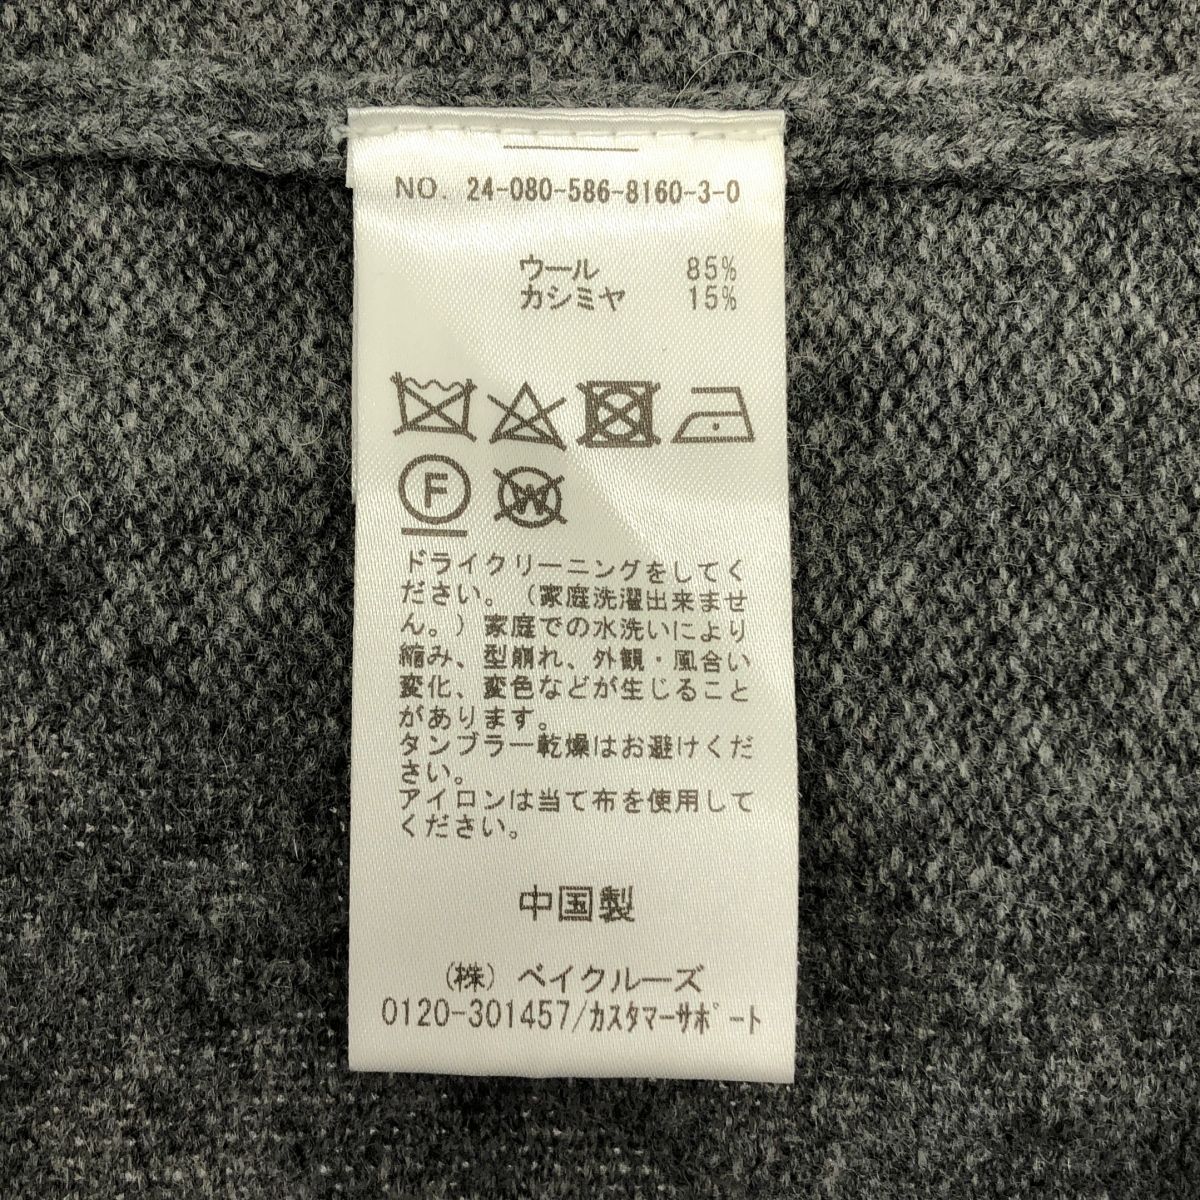 NO. 24-080-586-8160-3-0
ウール 85%
カシミヤ 15%
F W
ドライクリーニングをしてく
ださい。（家庭洗濯出来ませ
ん。）家庭での水洗いにより
縮み、型崩れ、外観・風合い
変化、変色などが生じること
があります。
タンブラー乾燥はお避けくだ
さい。
アイロンは当て布を使用して
ください。
中国製
（株）ベイクルーズ
0120-301457/ｶｽﾀﾏｰｻﾎﾟｰﾄ